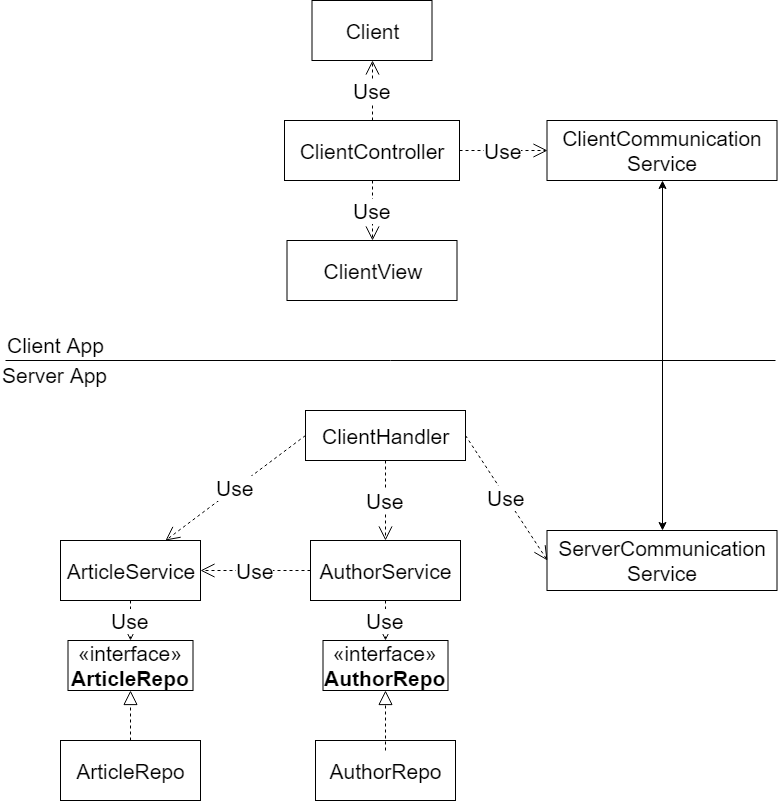 Client
Use
ClientController
Use
ClientCommunication
Service
Use
ClientView
Client App
Server App
ClientHandler
Use
Use
Use
ArticleService
Use
AuthorService
ServerCommunication
Service
Use
Use
«interface»
ArticleRepo
«interface»
AuthorRepo
ArticleRepo
AuthorRepo